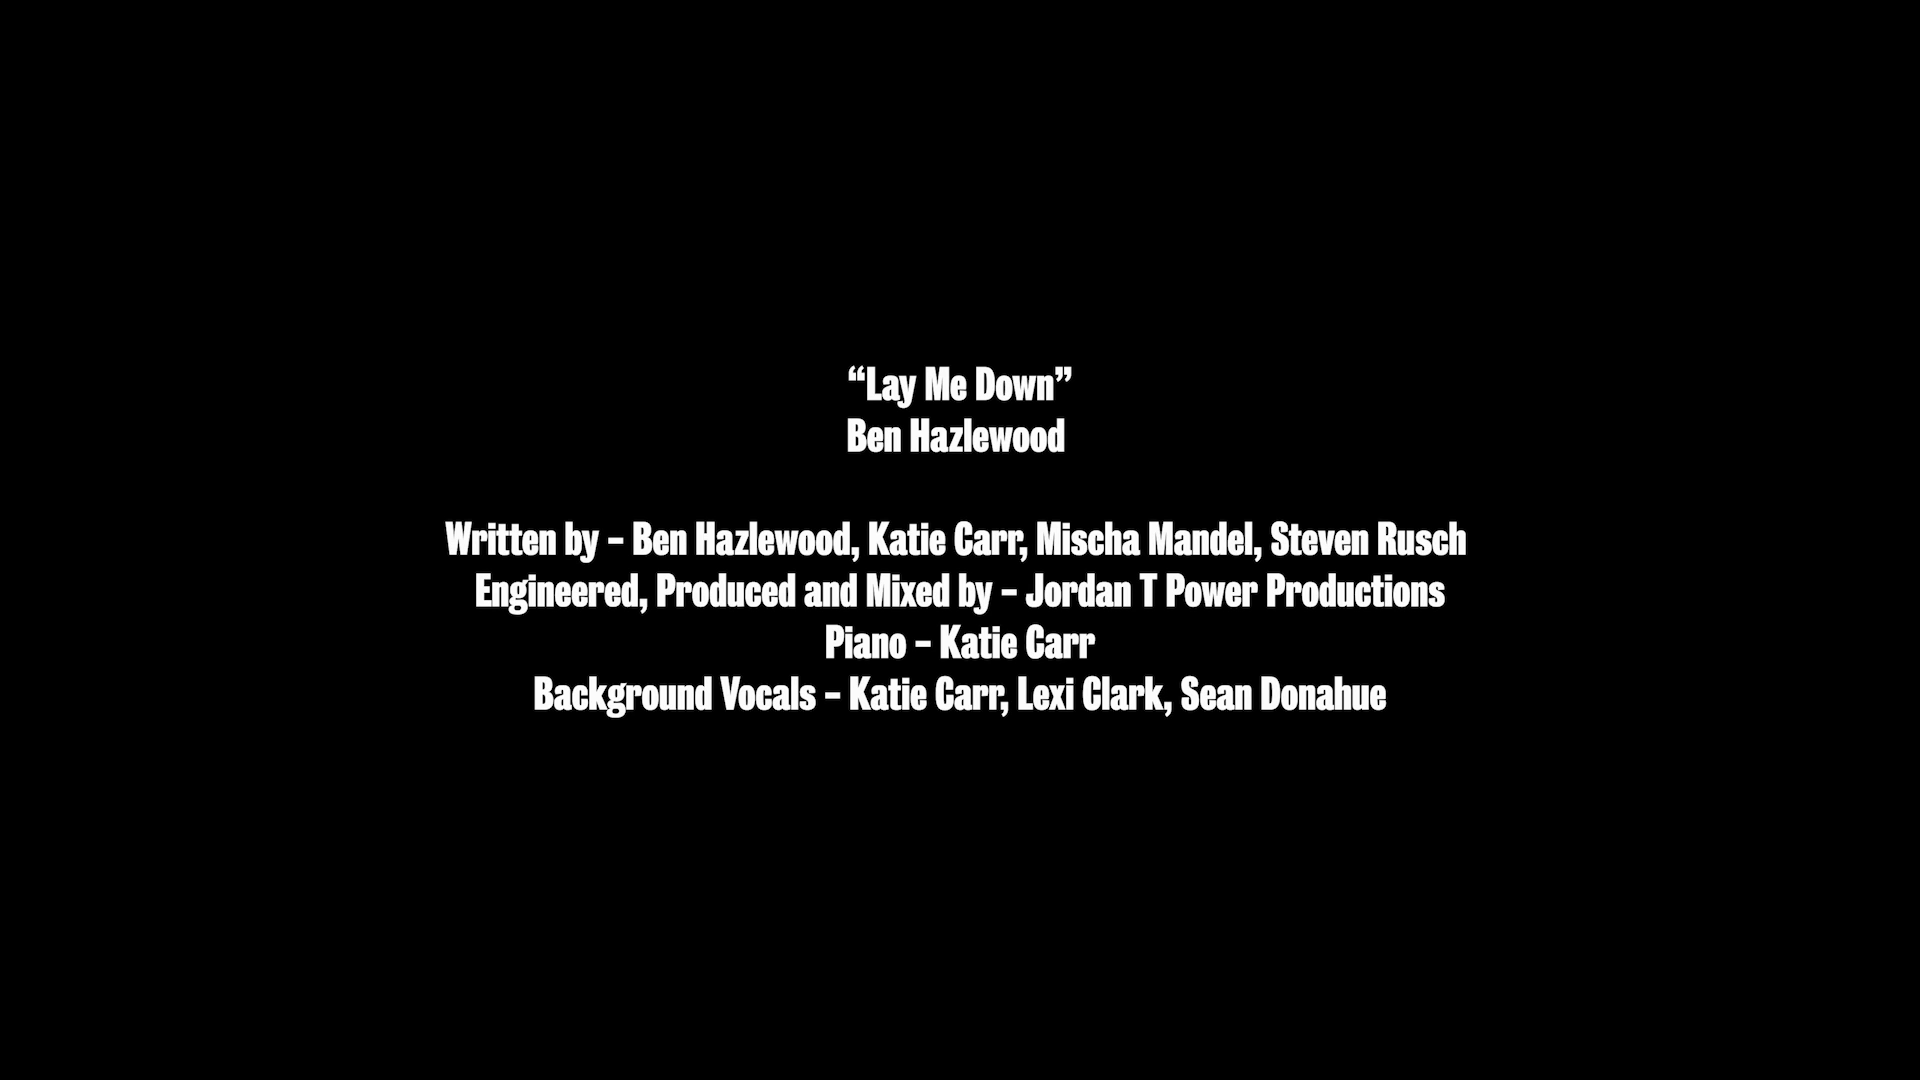 “Lay Me Down”
Ben Hazlewood
Written by – Ben Hazlewood, Katie Carr, Mischa Mandel, Steven Rusch
Engineered, Produced and Mixed by – Jordan T Power Productions
Piano – Katie Carr
Background Vocals – Katie Carr, Lexi Clark, Sean Donahue